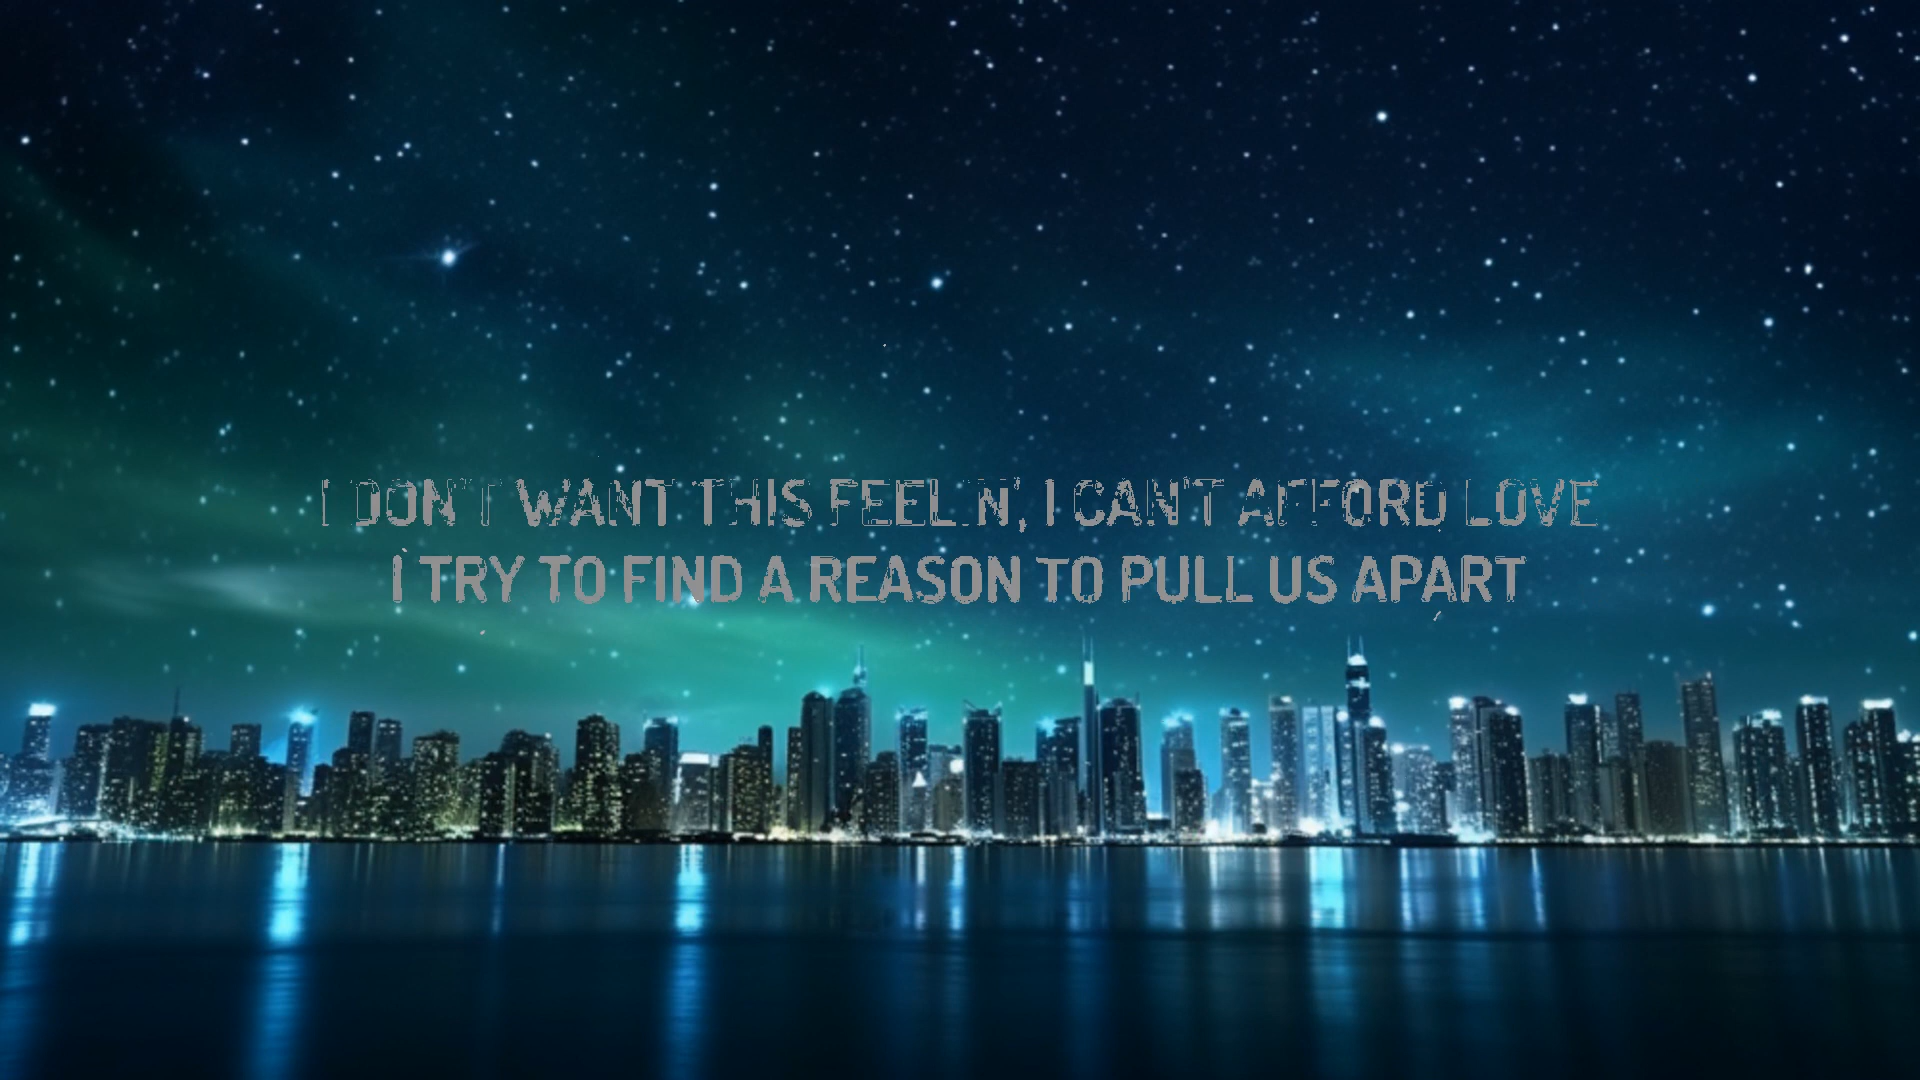 I DON'T WANT THIS FEELIN', I CAN'T AFFORD LOVE
I TRY TO FIND A REASON TO PULL US APART